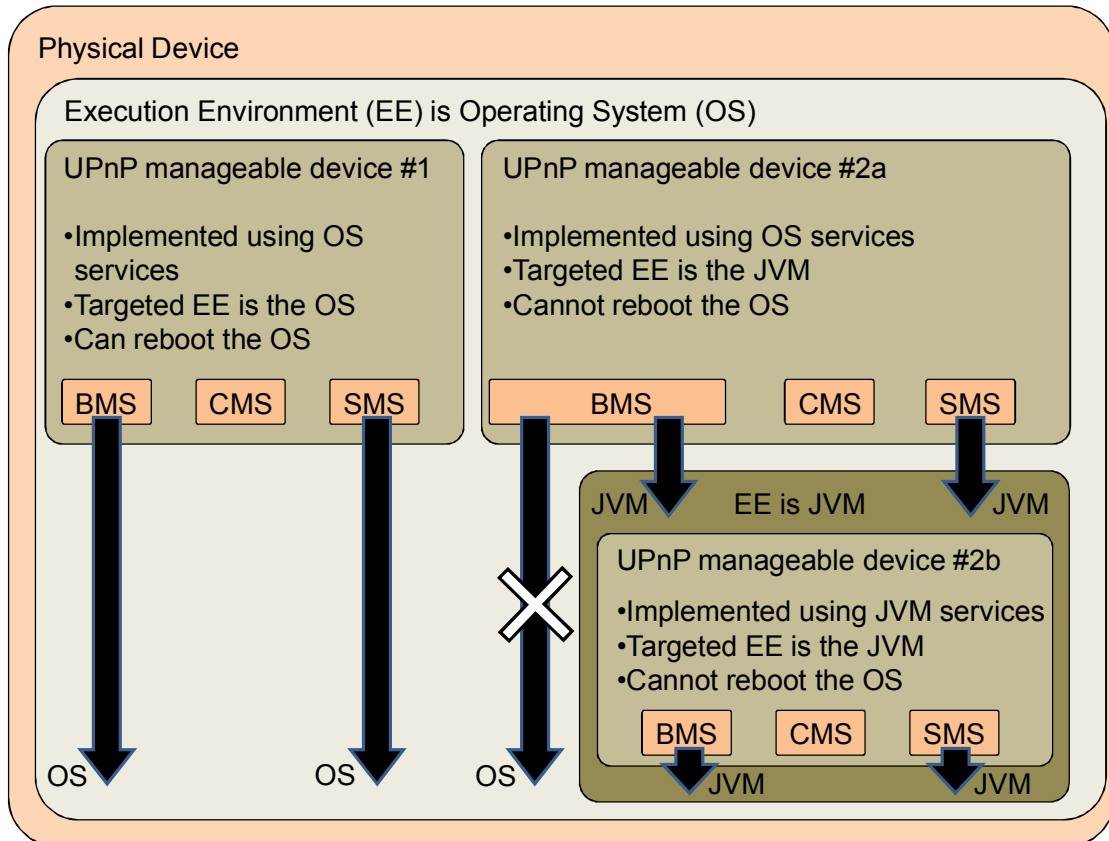 Physical Device
Execution Environment (EE) is Operating System (OS)
UPnP manageable device #1
•Implemented using OS
services
•Targeted EE is the OS
•Can reboot the OS
BMS CMS SMS
UPnP manageable device #2a
•Implemented using OS services
•Targeted EE is the JVM
•Cannot reboot the OS
BMS CMS SMS
JVM EE is JVM JVM
UPnP manageable device #2b
•Implemented using JVM services
•Targeted EE is the JVM
•Cannot reboot the OS
BMS CMS SMS
OS OS OS JVM JVM